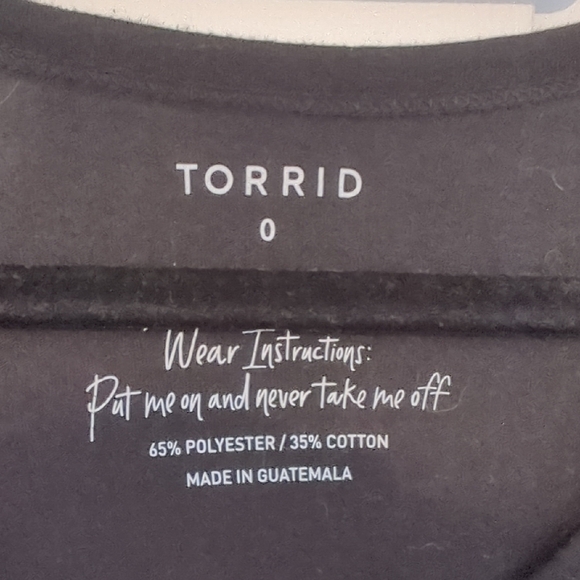 TORRID
0
Wear Instructions:
Put me on and never take me off
65% POLYESTER / 35% COTTON
MADE IN GUATEMALA